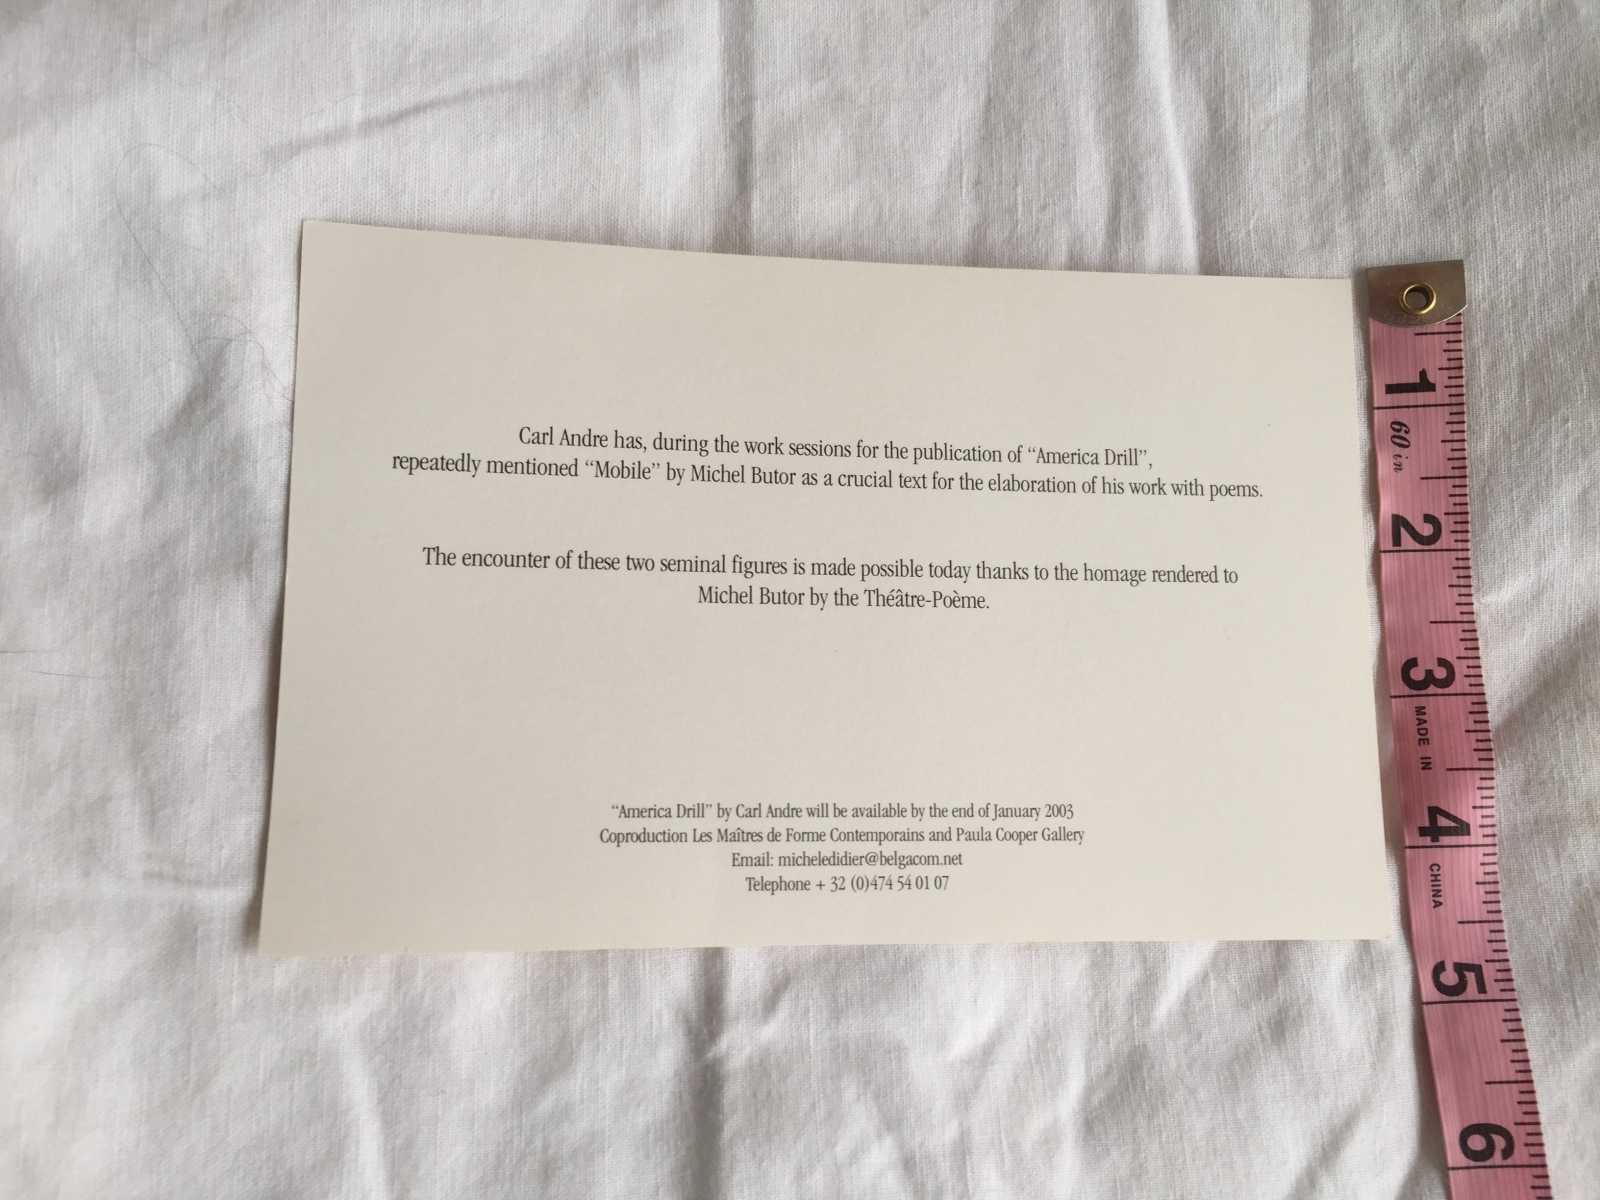 Carl Andre has, during the work sessions for the publication of “America Drill”,
repeatedly mentioned “Mobile” by Michel Butor as a crucial text for the elaboration of his work with poems.
The encounter of these two seminal figures is made possible today thanks to the homage rendered to
Michel Butor by the Théâtre-Poème.
“America Drill” by Carl Andre will be available by the end of January 2003
Coproduction Les Maîtres de Forme Contemporains and Paula Cooper Gallery
Email: micheledidier@belgacom.net
Telephone + 32 (0)474 54 01 07
1
60 in
2
3
MADE IN
4
CHINA
5
6